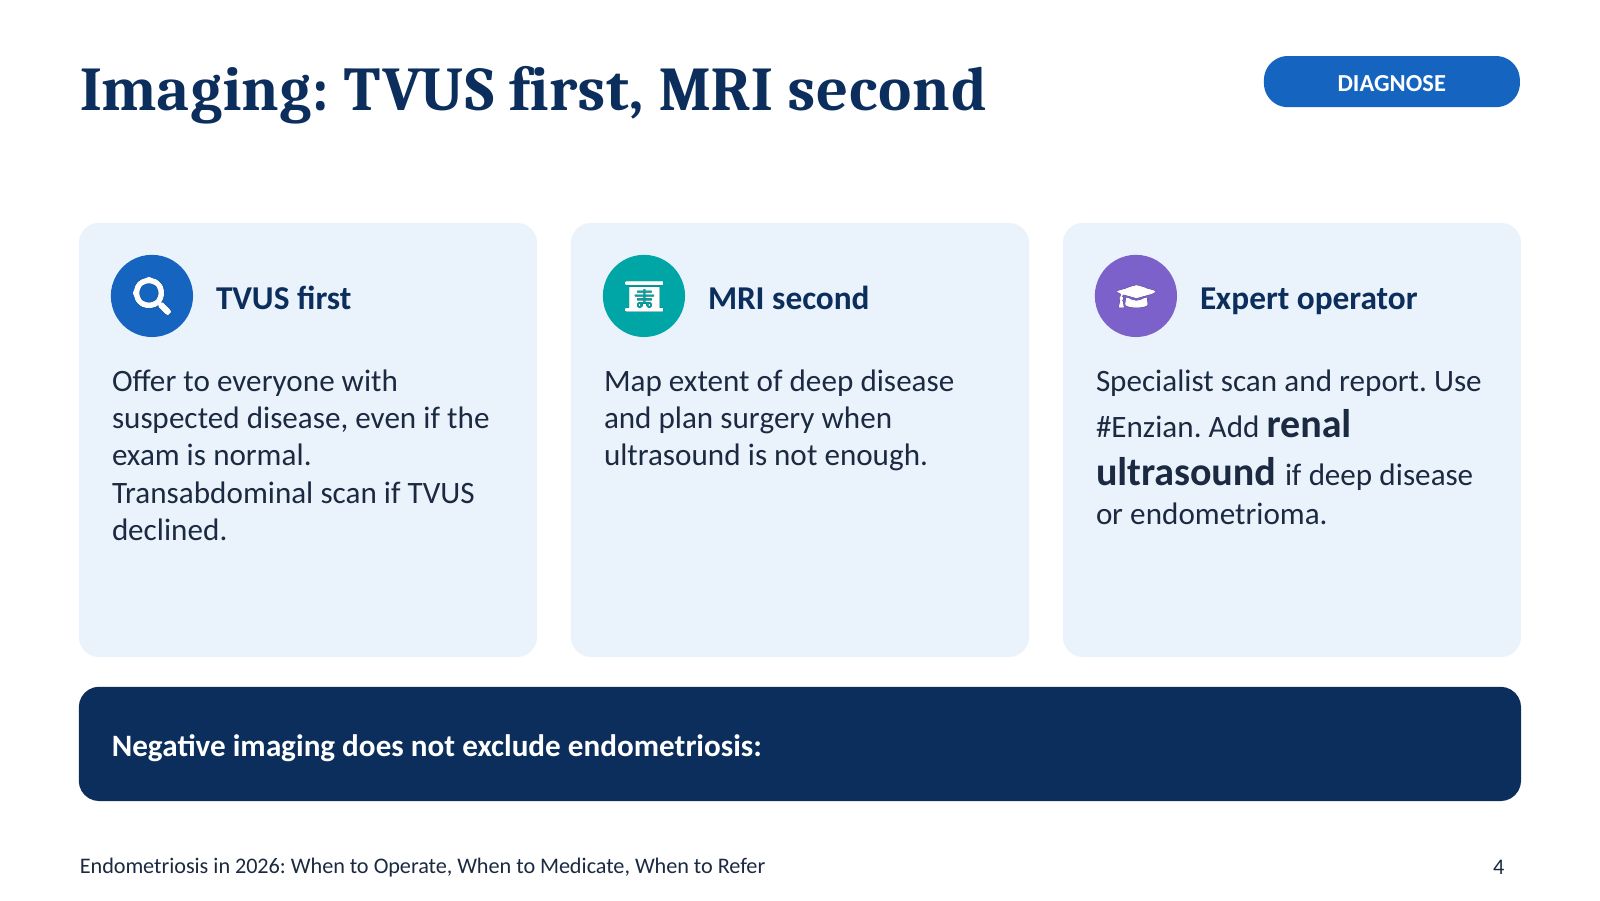 Imaging: TVUS first, MRI second
DIAGNOSE
TVUS first
Offer to everyone with
suspected disease, even if the
exam is normal.
Transabdominal scan if TVUS
declined.
MRI second
Map extent of deep disease
and plan surgery when
ultrasound is not enough.
Expert operator
Specialist scan and report. Use
#Enzian. Add renal
ultrasound if deep disease
or endometrioma.
Negative imaging does not exclude endometriosis:
Endometriosis in 2026: When to Operate, When to Medicate, When to Refer
4